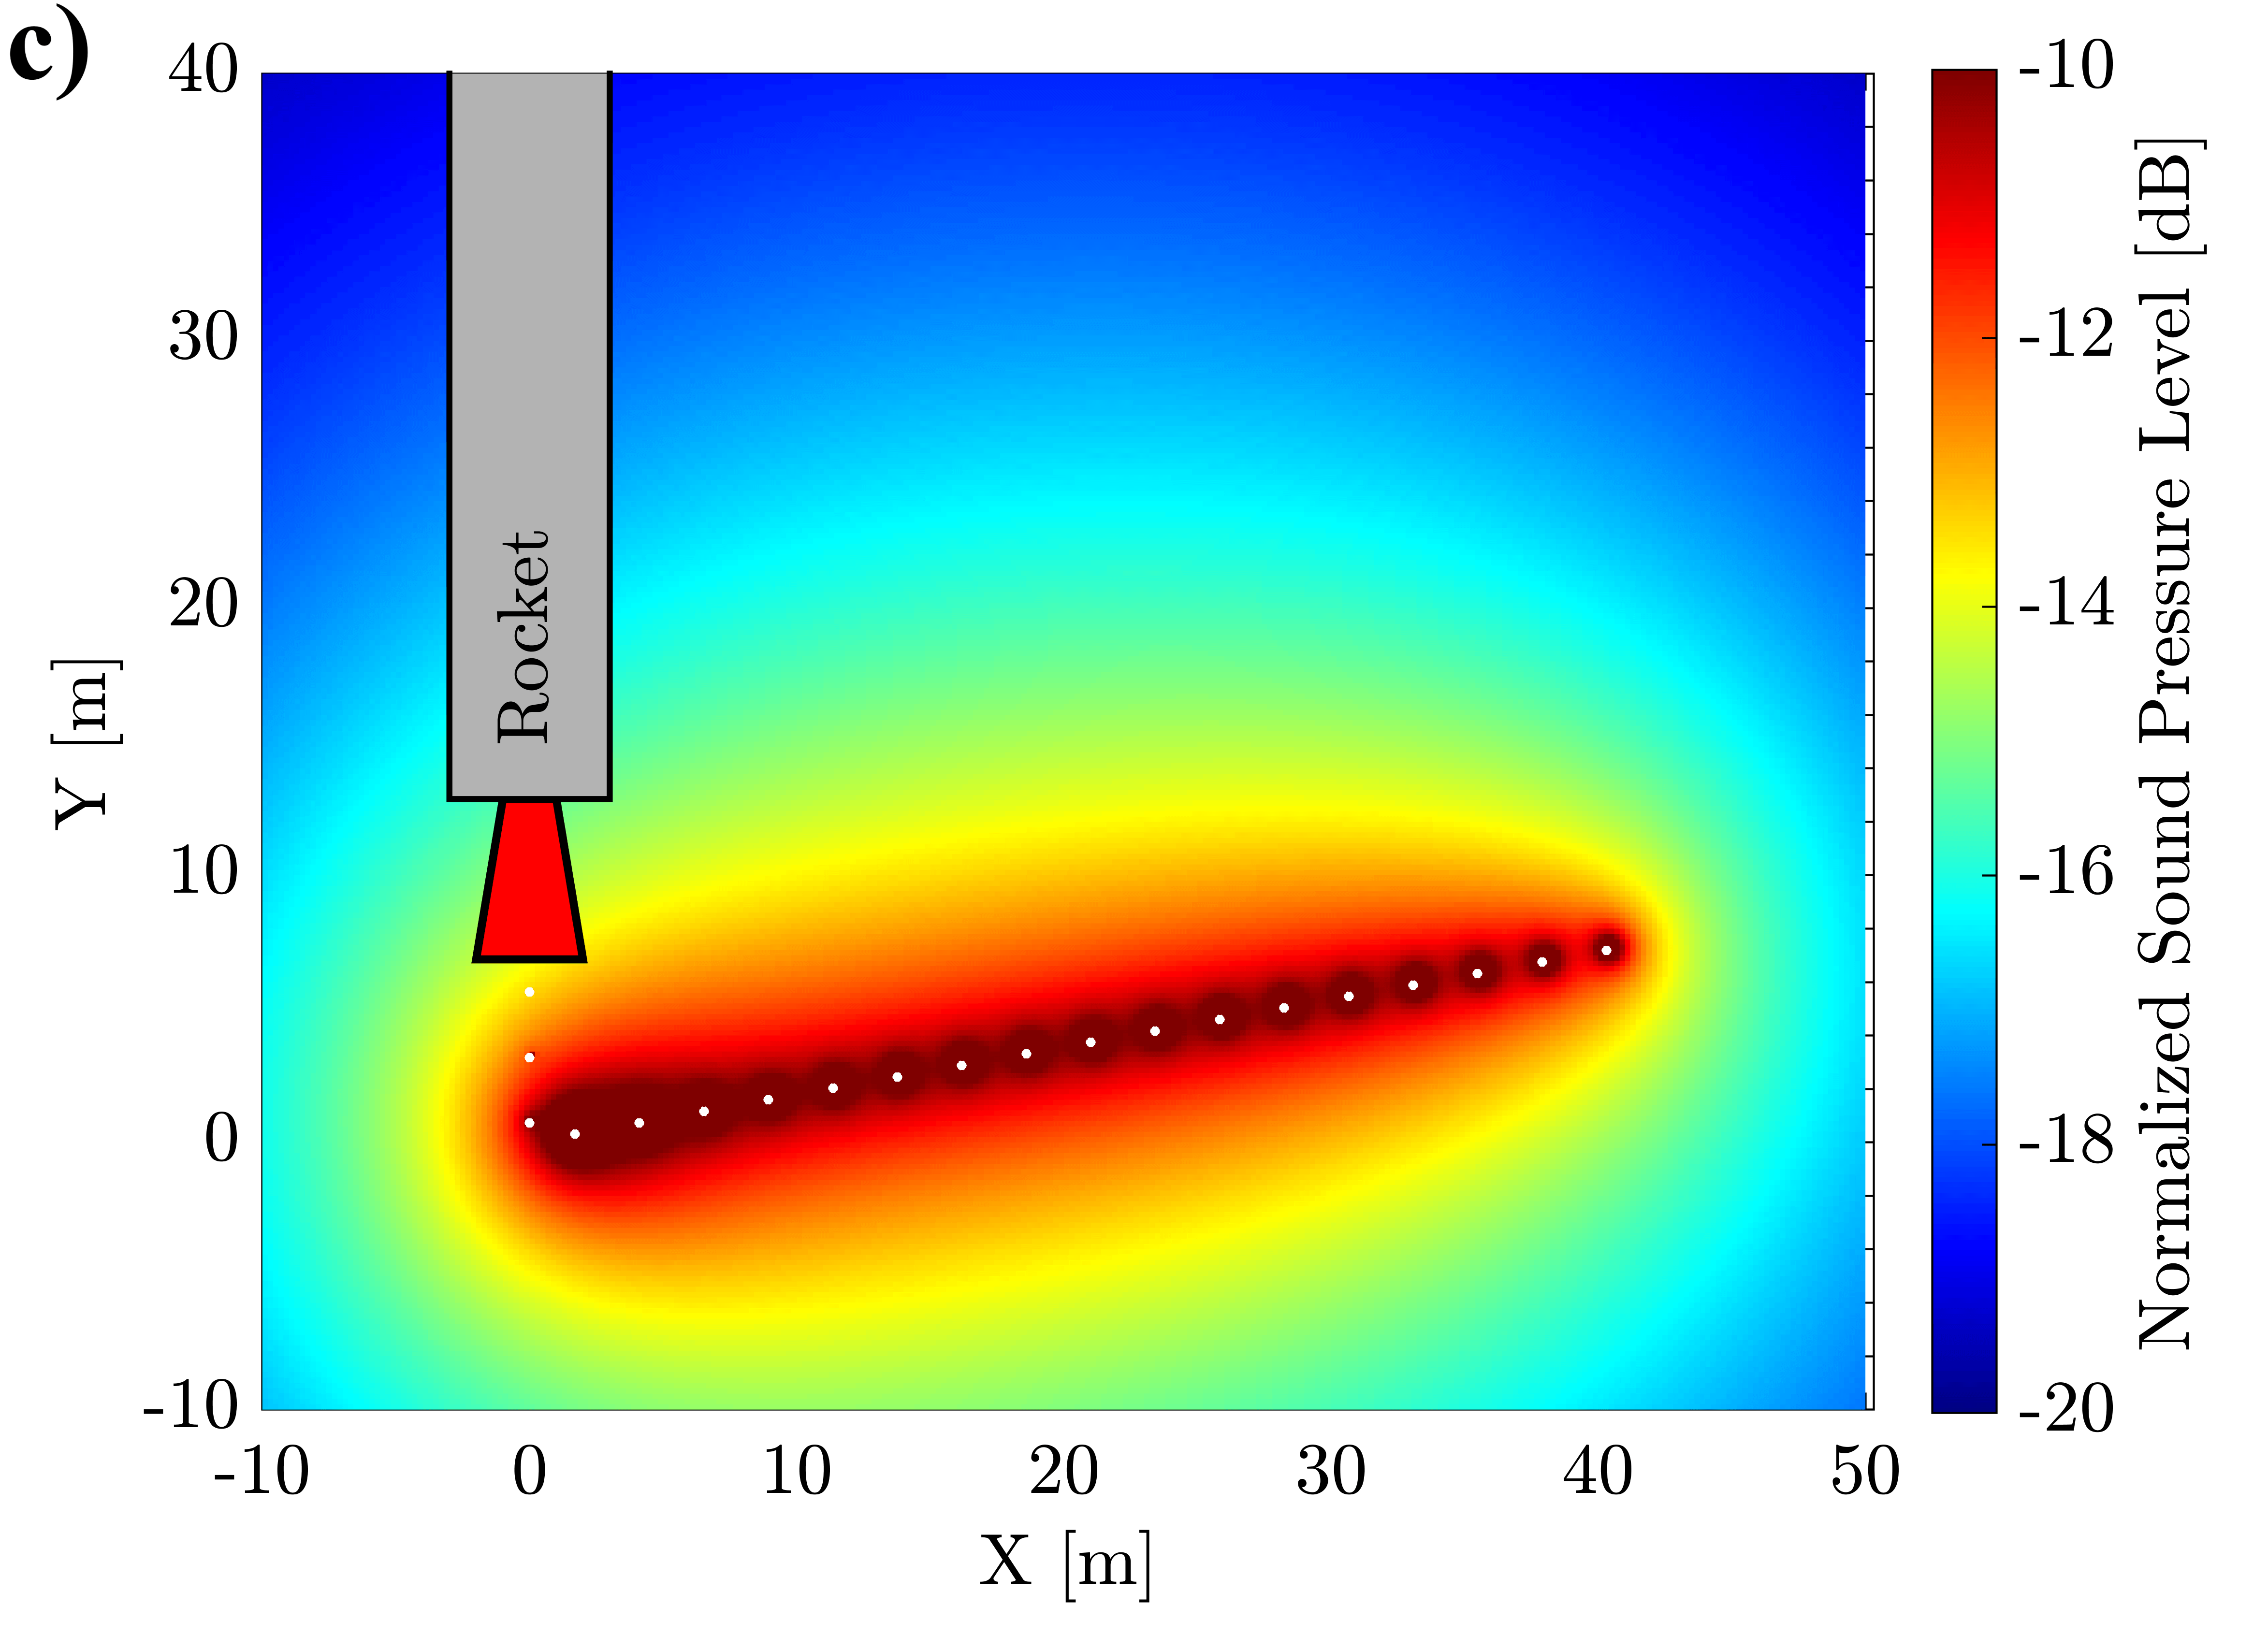 c)
40
30
20
10
0
-10
Y [m]
Rocket
-10 0 10 20 30 40 50
X [m]
-10
-12
-14
-16
-18
-20
Normalized Sound Pressure Level [dB]